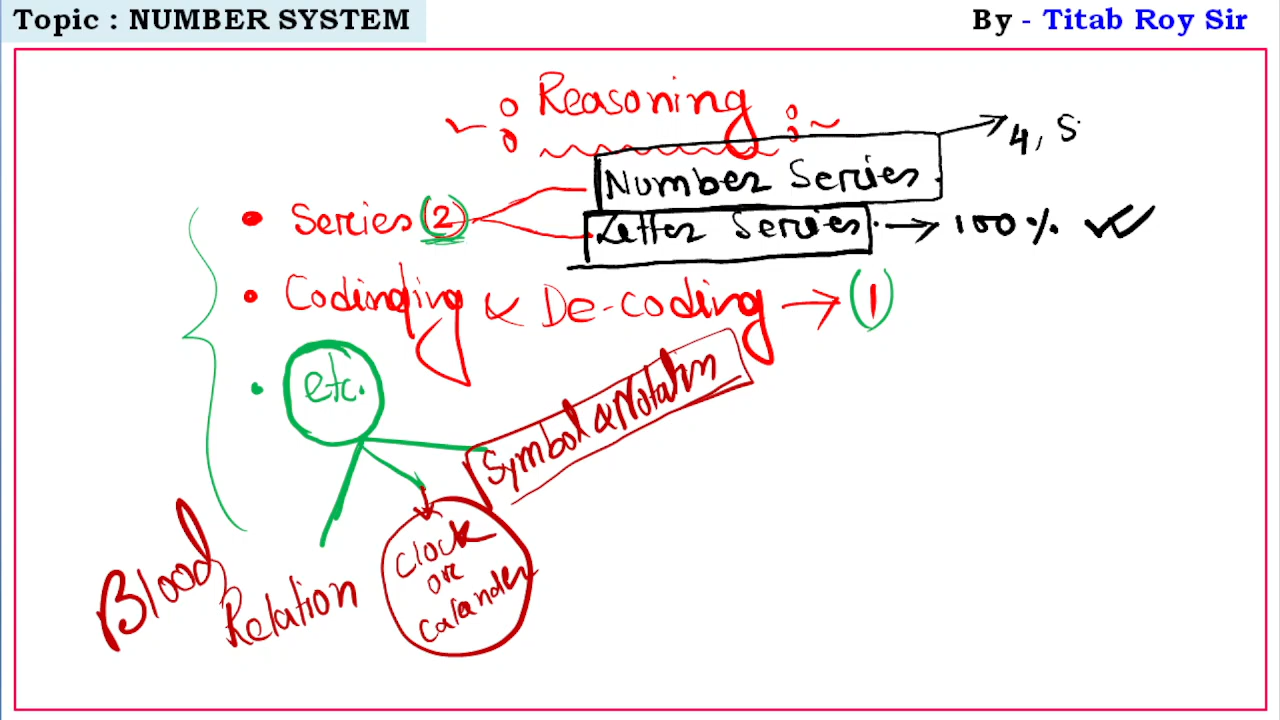 Topic : NUMBER SYSTEM
By - Titab Roy Sir
Reasoning
Number Series → 4, 5
• Series (2)
Letter Series → 100%
• Codinding & De-coding → (1)
• etc.
Symbol & Notation
Clock
or
Calander
Blood
Relation